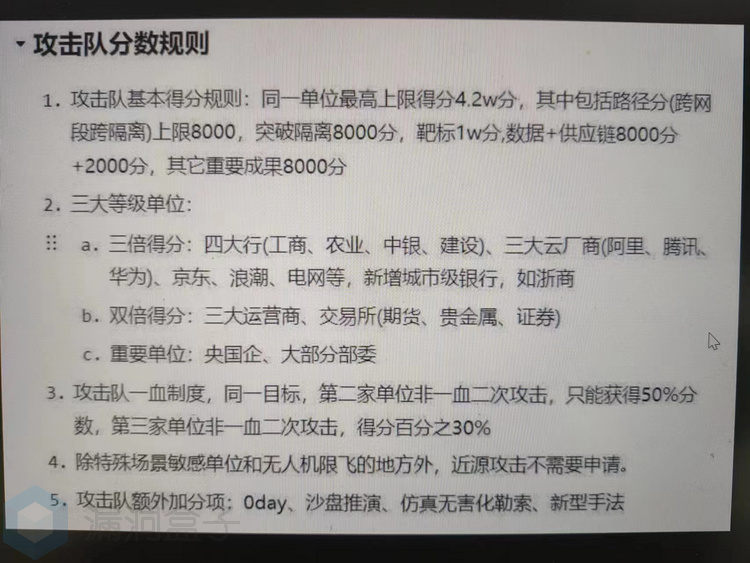 攻击队分数规则
1. 攻击队基本得分规则：同一单位最高上限得分4.2w分，其中包括路径分(跨网
段跨隔离)上限8000，突破隔离8000分，靶标1w分,数据+供应链8000分
+2000分，其它重要成果8000分
2. 三大等级单位：
a. 三倍得分：四大行(工商、农业、中银、建设)、三大云厂商(阿里、腾讯、
华为)、京东、浪潮、电网等，新增城市级银行，如浙商
b. 双倍得分：三大运营商、交易所(期货、贵金属、证券)
c. 重要单位：央国企、大部分部委
3. 攻击队一血制度，同一目标，第二家单位非一血二次攻击，只能获得50%分
数，第三家单位非一血二次攻击，得分百分之30%
4. 除特殊场景敏感单位和无人机限飞的地方外，近源攻击不需要申请。
5. 攻击队额外加分项：0day、沙盘推演、仿真无害化勒索、新型手法
漏洞盒子